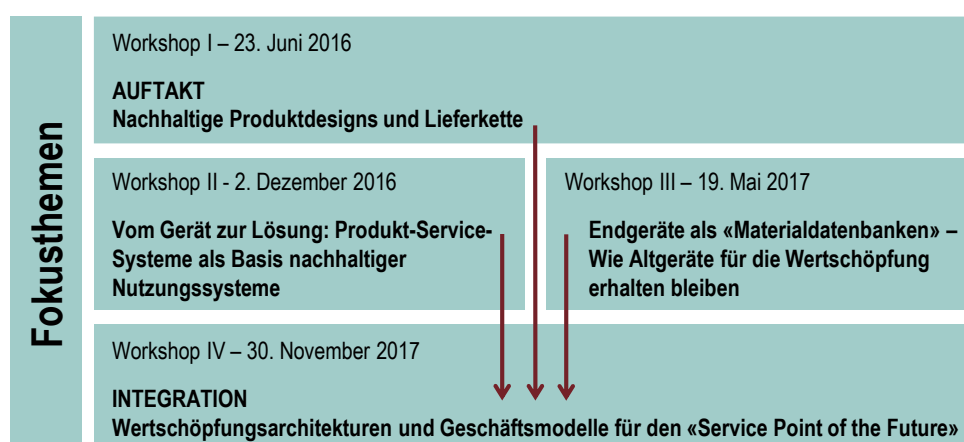 Fokusthemen
Workshop I – 23. Juni 2016
AUFTAKT
Nachhaltige Produktdesigns und Lieferkette
Workshop II - 2. Dezember 2016
Vom Gerät zur Lösung: Produkt-Service-
Systeme als Basis nachhaltiger
Nutzungssysteme
Workshop III – 19. Mai 2017
Endgeräte als «Materialdatenbanken» –
Wie Altgeräte für die Wertschöpfung
erhalten bleiben
Workshop IV – 30. November 2017
INTEGRATION
Wertschöpfungsarchitekturen und Geschäftsmodelle für den «Service Point of the Future»